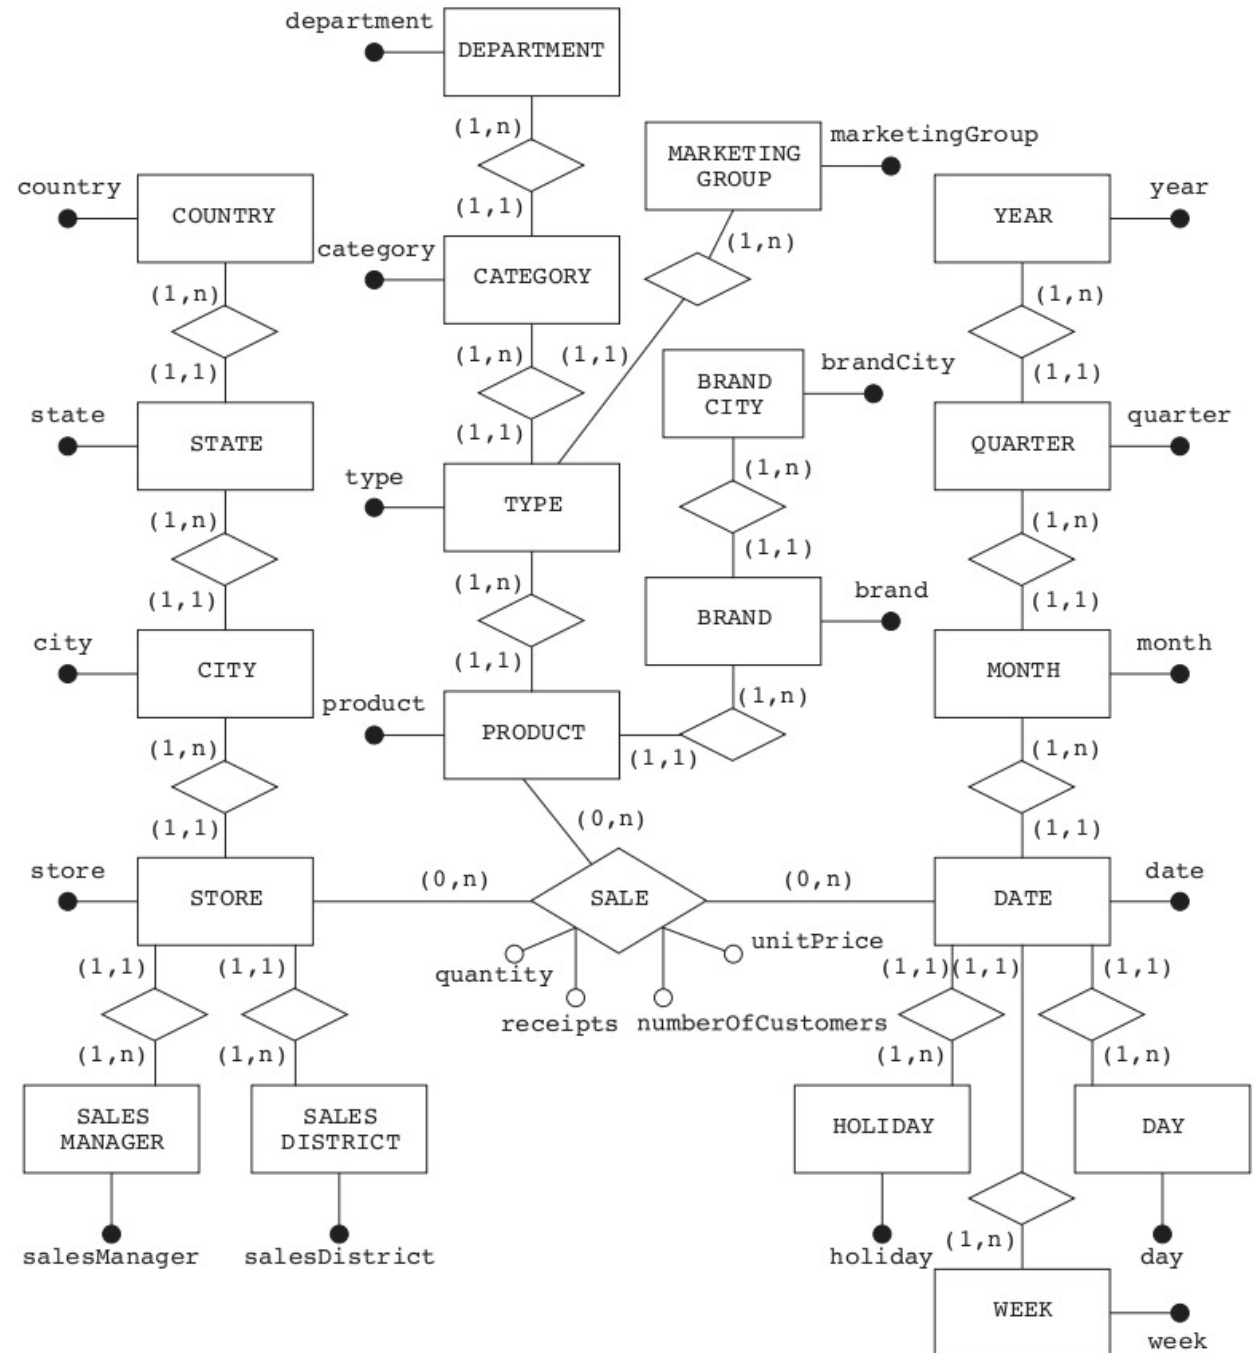 department
DEPARTMENT
(1,n)
(1,1)
MARKETING
GROUP
marketingGroup
country
COUNTRY
category
CATEGORY
(1,n)
YEAR
year
(1,n)
(1,1)
(1,n)
(1,1)
(1,1)
BRAND
CITY
brandCity
(1,n)
(1,1)
state
STATE
type
TYPE
(1,n)
(1,1)
QUARTER
quarter
(1,n)
(1,1)
(1,n)
(1,1)
BRAND
brand
(1,n)
(1,1)
city
CITY
product
PRODUCT
(1,1)
(1,n)
MONTH
month
(1,n)
(1,1)
(0,n)
(1,n)
(1,1)
store
STORE
(0,n)
SALE
(0,n)
DATE
date
quantity
receipts
numberOfCustomers
unitPrice
(1,1)
(1,1)
(1,1)
(1,1)
(1,1)
(1,n)
(1,n)
(1,n)
(1,n)
SALES
MANAGER
SALES
DISTRICT
HOLIDAY
DAY
salesManager
salesDistrict
holiday
(1,n)
day
WEEK
week